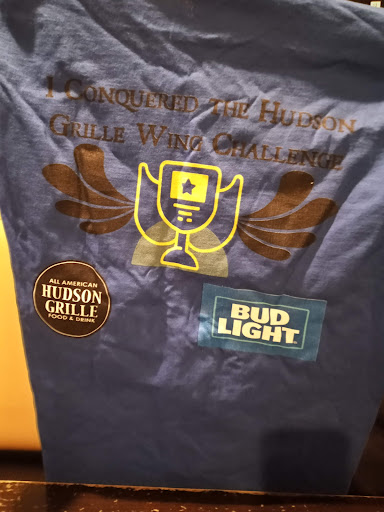 I Conquered the Hudson
Grille Wing Challenge
ALL AMERICAN
HUDSON
GRILLE
FOOD & DRINK
BUD
LIGHT